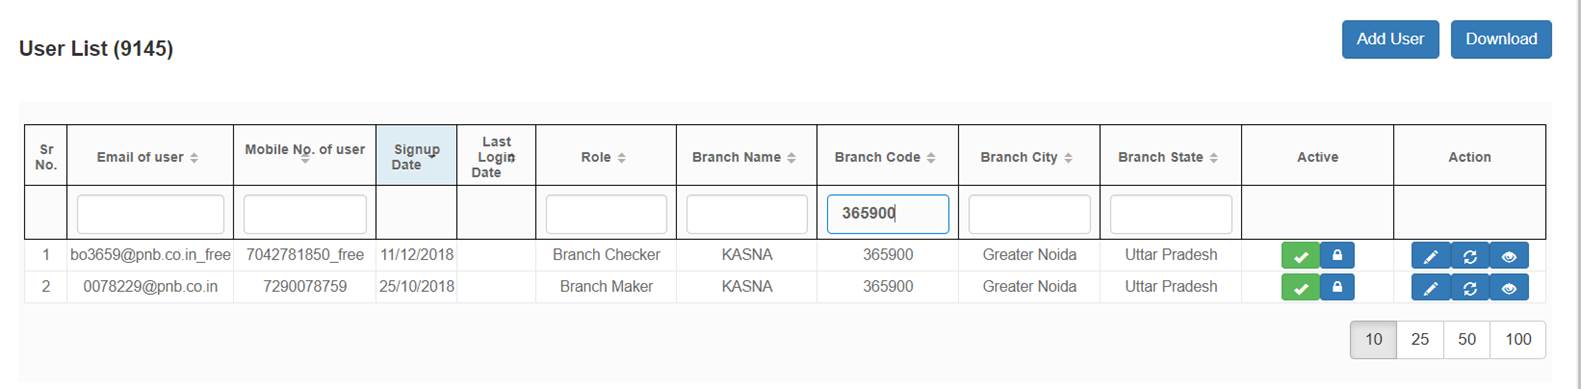 User List (9145)
Add User
Download
Sr No.
Email of user
Mobile No. of user
Signup Date
Last Login Date
Role
Branch Name
Branch Code
Branch City
Branch State
Active
Action
365900
1 bo3659@pnb.co.in_free 7042781850_free 11/12/2018 Branch Checker KASNA 365900 Greater Noida Uttar Pradesh
2 0078229@pnb.co.in 7290078759 25/10/2018 Branch Maker KASNA 365900 Greater Noida Uttar Pradesh
10 25 50 100